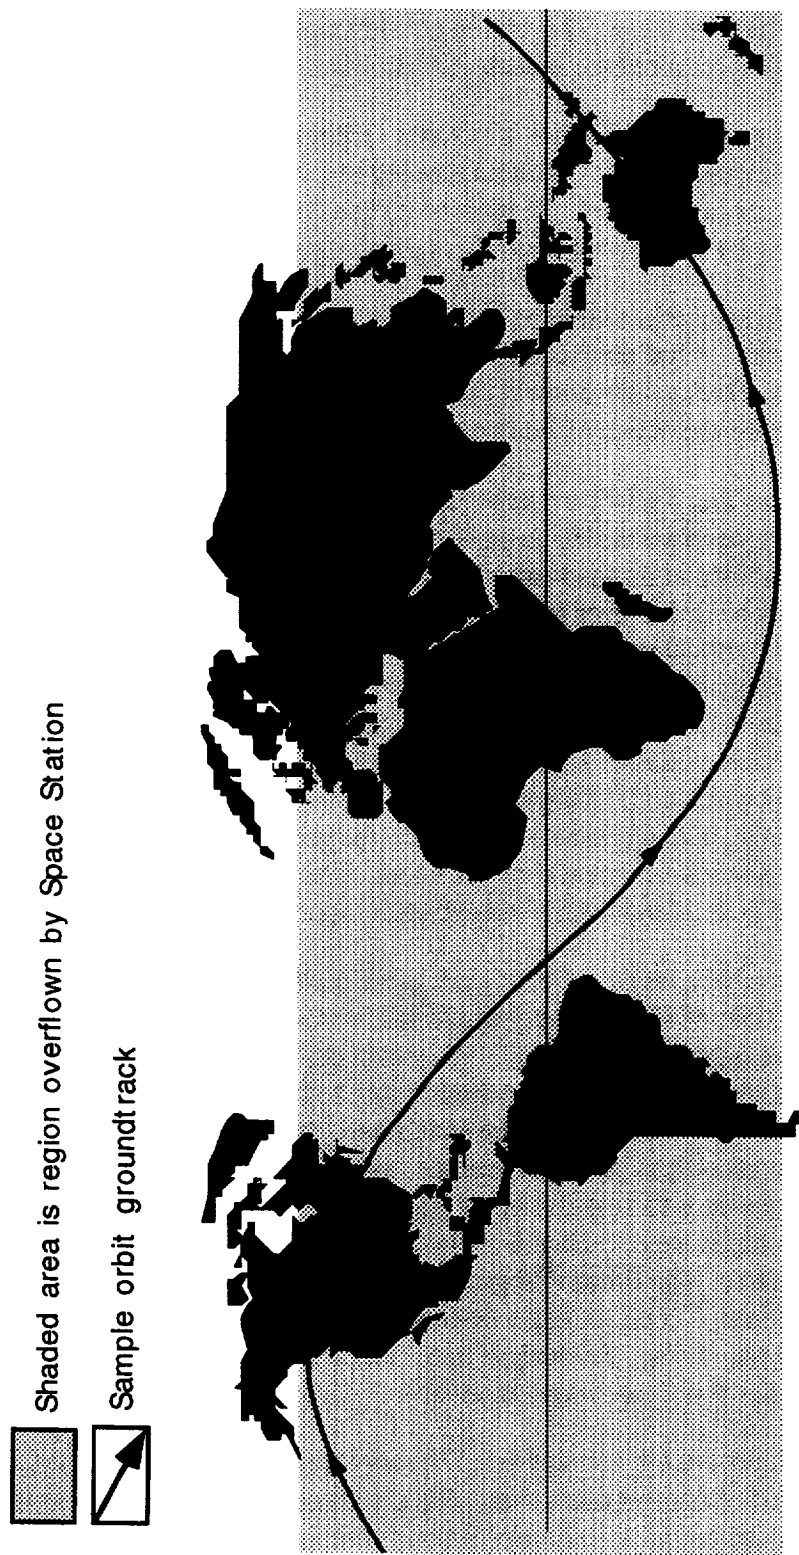 Shaded area is region overflown by Space Station
Sample orbit groundtrack